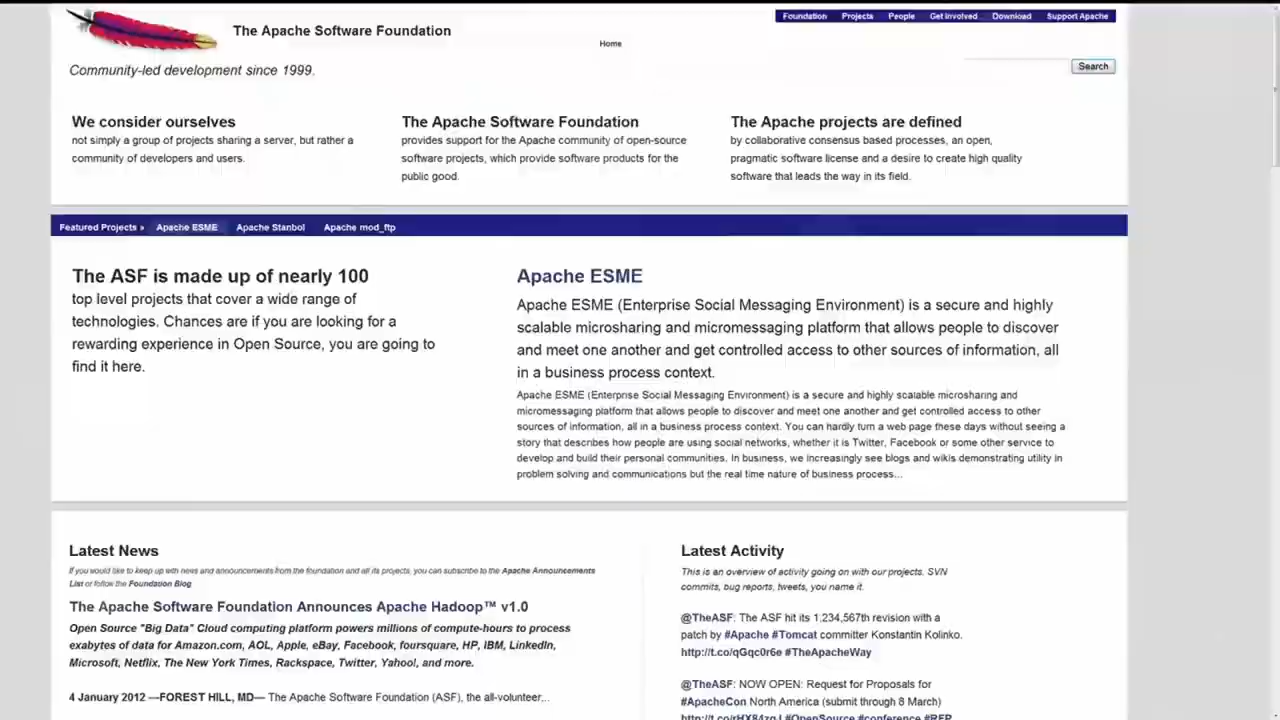 The Apache Software Foundation
Foundation Projects People Get Involved Download Support Apache
Home
Community-led development since 1999.
Search
We consider ourselves
not simply a group of projects sharing a server, but rather a
community of developers and users.
The Apache Software Foundation
provides support for the Apache community of open-source
software projects, which provide software products for the
public good.
The Apache projects are defined
by collaborative consensus based processes, an open,
pragmatic software license and a desire to create high quality
software that leads the way in its field.
Featured Projects » Apache ESME Apache Stanbol Apache mod_ftp
The ASF is made up of nearly 100
top level projects that cover a wide range of
technologies. Chances are if you are looking for a
rewarding experience in Open Source, you are going to
find it here.
Apache ESME
Apache ESME (Enterprise Social Messaging Environment) is a secure and highly
scalable microsharing and micromessaging platform that allows people to discover
and meet one another and get controlled access to other sources of information, all
in a business process context.
Apache ESME (Enterprise Social Messaging Environment) is a secure and highly scalable microsharing and
micromessaging platform that allows people to discover and meet one another and get controlled access to other
sources of information, all in a business process context. You can hardly turn a web page these days without seeing a
story that describes how people are using social networks, whether it is Twitter, Facebook or some other service to
develop and build their personal communities. In business, we increasingly see blogs and wikis demonstrating utility in
problem solving and communications but the real time nature of business process...
Latest News
If you would like to keep up with news and announcements from the foundation and all its projects, you can subscribe to the Apache Announcements
List or follow the Foundation Blog
The Apache Software Foundation Announces Apache Hadoop™ v1.0
Open Source "Big Data" Cloud computing platform powers millions of compute-hours to process
exabytes of data for Amazon.com, AOL, Apple, eBay, Facebook, foursquare, HP, IBM, LinkedIn,
Microsoft, Netflix, The New York Times, Rackspace, Twitter, Yahoo!, and more.
4 January 2012 —FOREST HILL, MD— The Apache Software Foundation (ASF), the all-volunteer...
Latest Activity
This is an overview of activity going on with our projects. SVN
commits, bug reports, tweets, you name it.
@TheASF: The ASF hit its 1,234,567th revision with a
patch by #Apache #Tomcat committer Konstantin Kolinko.
http://t.co/qGqc0r6e #TheApacheWay
@TheASF: NOW OPEN: Request for Proposals for
#ApacheCon North America (submit through 8 March)
#OpenSource #conference #RFP